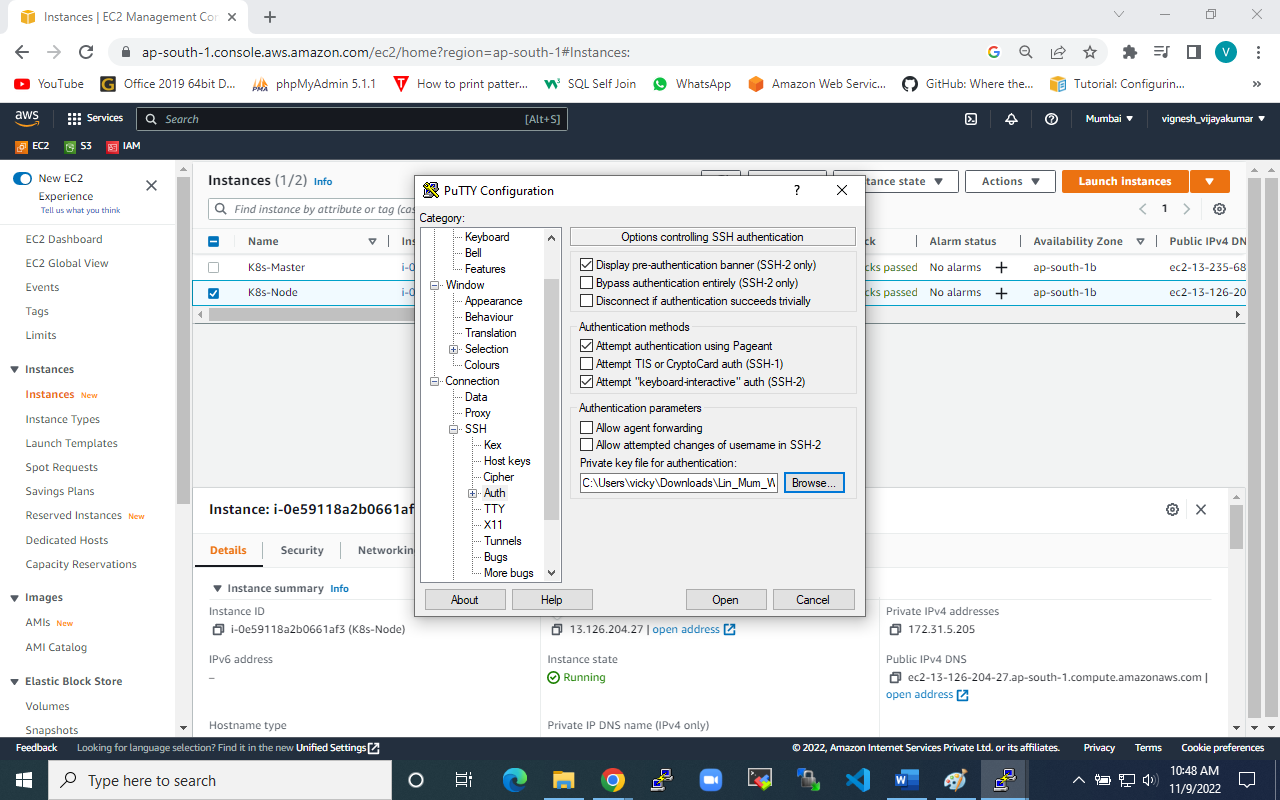 Instances | EC2 Management Con
ap-south-1.console.aws.amazon.com/ec2/home?region=ap-south-1#Instances:
V
YouTube
Office 2019 64bit D...
phpMyAdmin 5.1.1
How to print patter...
SQL Self Join
WhatsApp
Amazon Web Servic...
GitHub: Where the...
Tutorial: Configurin...
aws
Services
Search
[Alt+S]
Mumbai
vignesh_vijayakumar
EC2
S3
IAM
New EC2
Experience
Tell us what you think
EC2 Dashboard
EC2 Global View
Events
Tags
Limits
Instances
Instances New
Instance Types
Launch Templates
Spot Requests
Savings Plans
Reserved Instances New
Dedicated Hosts
Capacity Reservations
Images
AMIs New
AMI Catalog
Elastic Block Store
Volumes
Snapshots
Instances (1/2) Info
Actions
Launch instances
Find instance by attribute or tag (cas
1
Name
Alarm status
Availability Zone
Public IPv4 DN
K8s-Master
i-0
cks passed
No alarms
ap-south-1b
ec2-13-235-68
K8s-Node
i-0
cks passed
No alarms
ap-south-1b
ec2-13-126-20
PuTTY Configuration
?
Category:
Keyboard
Bell
Features
Window
Appearance
Behaviour
Translation
Selection
Colours
Connection
Data
Proxy
SSH
Kex
Host keys
Cipher
Auth
TTY
X11
Tunnels
Bugs
More bugs
Options controlling SSH authentication
Display pre-authentication banner (SSH-2 only)
Bypass authentication entirely (SSH-2 only)
Disconnect if authentication succeeds trivially
Authentication methods
Attempt authentication using Pageant
Attempt TIS or CryptoCard auth (SSH-1)
Attempt "keyboard-interactive" auth (SSH-2)
Authentication parameters
Allow agent forwarding
Allow attempted changes of username in SSH-2
Private key file for authentication:
C:\Users\vicky\Downloads\Lin_Mum_W
Browse...
About
Help
Open
Cancel
Instance: i-0e59118a2b0661af
Details
Security
Networking
Instance summary Info
Instance ID
i-0e59118a2b0661af3 (K8s-Node)
13.126.204.27 | open address
Private IPv4 addresses
172.31.5.205
IPv6 address
–
Instance state
Running
Public IPv4 DNS
ec2-13-126-204-27.ap-south-1.compute.amazonaws.com |
open address
Hostname type
Private IP DNS name (IPv4 only)
Feedback
Looking for language selection? Find it in the new Unified Settings
© 2022, Amazon Internet Services Private Ltd. or its affiliates.
Privacy
Terms
Cookie preferences
Type here to search
10:48 AM
11/9/2022